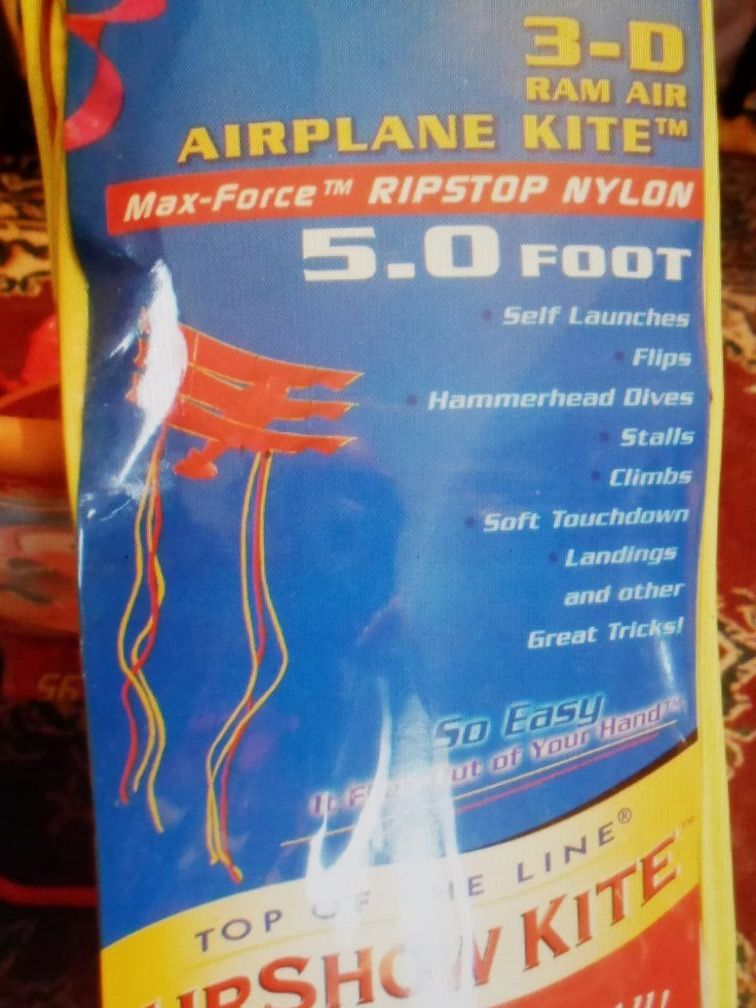 3-D
RAM AIR
AIRPLANE KITE™
Max-Force™ RIPSTOP NYLON
5.0 FOOT
• Self Launches
• Flips
• Hammerhead Dives
• Stalls
• Climbs
• Soft Touchdown
• Landings
and other
Great Tricks!
So Easy
It Out of Your Hand™
TOP OF THE LINE®
AIRSHOW KITE™